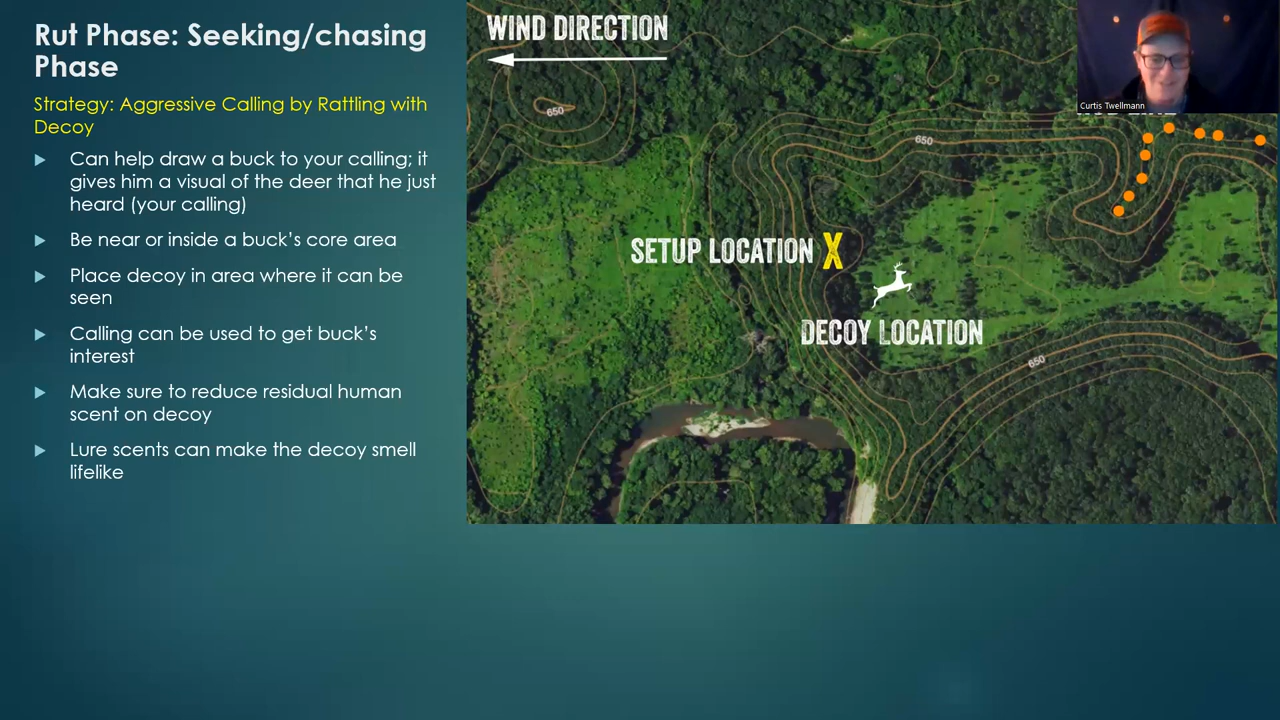 Rut Phase: Seeking/chasing
Phase
Strategy: Aggressive Calling by Rattling with
Decoy
Can help draw a buck to your calling; it
gives him a visual of the deer that he just
heard (your calling)
Be near or inside a buck’s core area
Place decoy in area where it can be
seen
Calling can be used to get buck’s
interest
Make sure to reduce residual human
scent on decoy
Lure scents can make the decoy smell
lifelike
WIND DIRECTION
650
650
SETUP LOCATION X
DECOY LOCATION
650
Curtis Twellmann